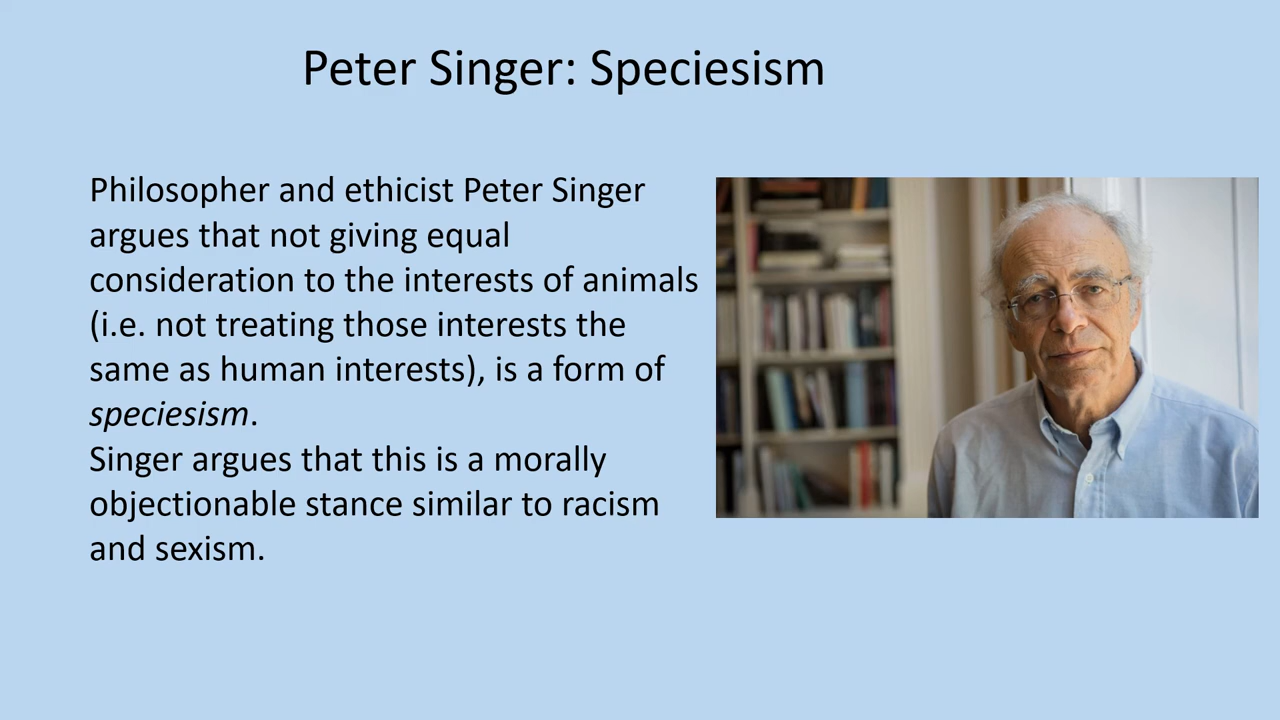 Peter Singer: Speciesism
Philosopher and ethicist Peter Singer
argues that not giving equal
consideration to the interests of animals
(i.e. not treating those interests the
same as human interests), is a form of
speciesism.
Singer argues that this is a morally
objectionable stance similar to racism
and sexism.